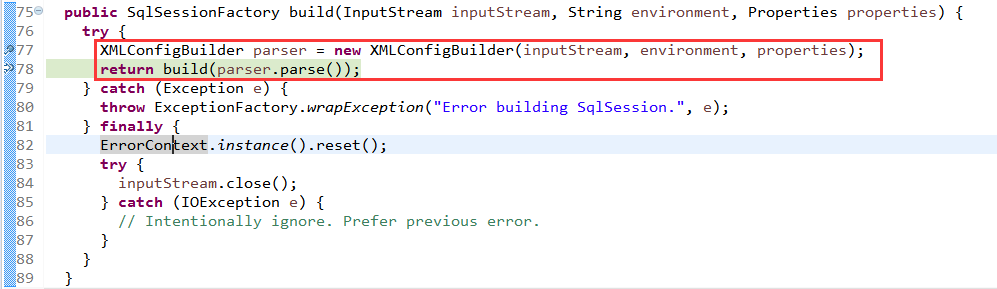 75 public SqlSessionFactory build(InputStream inputStream, String environment, Properties properties) {
76 try {
77 XMLConfigBuilder parser = new XMLConfigBuilder(inputStream, environment, properties);
78 return build(parser.parse());
79 } catch (Exception e) {
80 throw ExceptionFactory.wrapException("Error building SqlSession.", e);
81 } finally {
82 ErrorContext.instance().reset();
83 try {
84 inputStream.close();
85 } catch (IOException e) {
86 // Intentionally ignore. Prefer previous error.
87 }
88 }
89 }